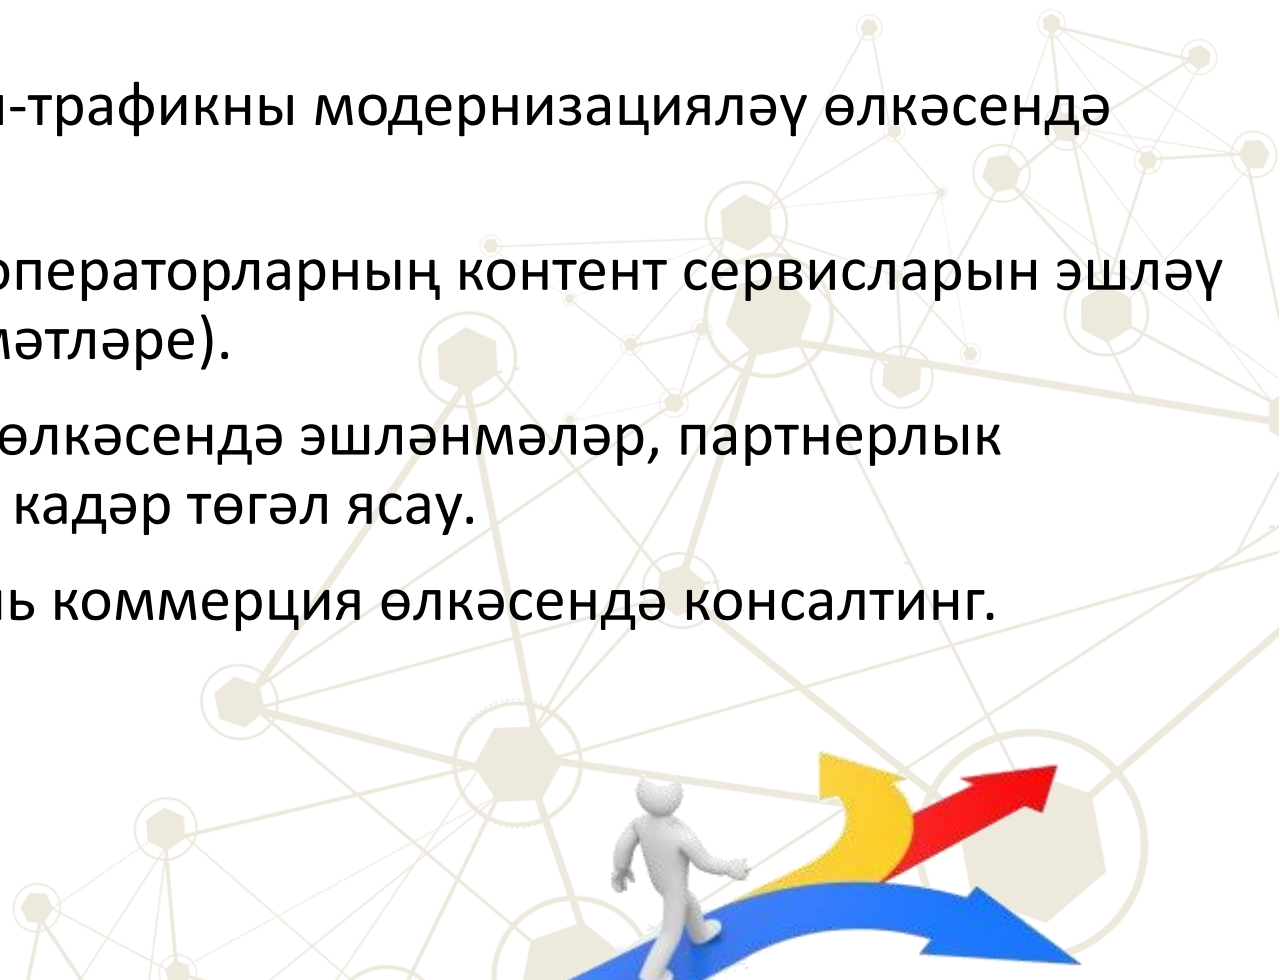 -трафикны модернизацияләү өлкәсендә
операторларның контент сервисларын эшләү
мәтләре).
өлкәсендә эшләнмәләр, партнерлык
кадәр төгәл ясау.
ь коммерция өлкәсендә консалтинг.